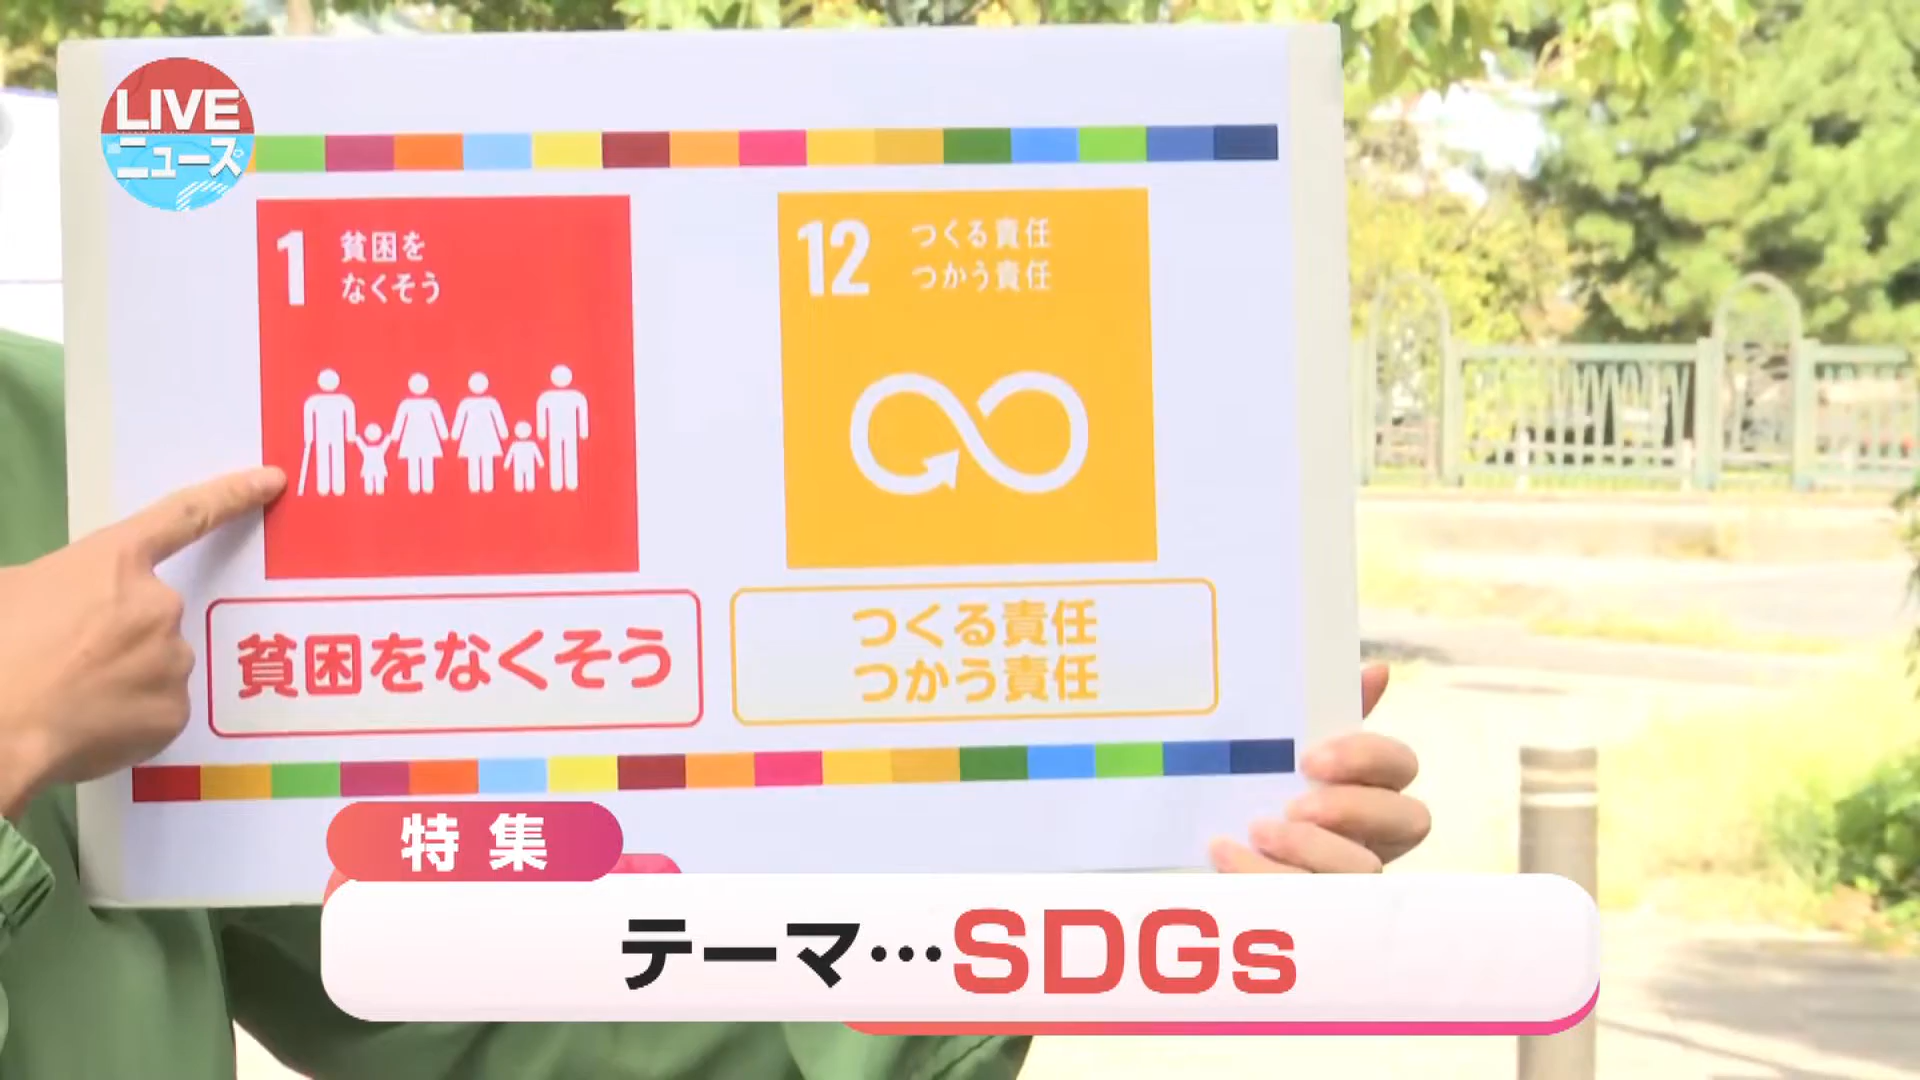 LIVE
ニュース
1
貧困を
なくそう
12
つくる責任
つかう責任
貧困をなくそう
つくる責任
つかう責任
特集
テーマ…SDGs